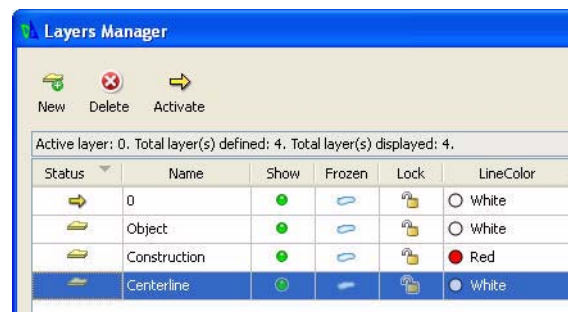 Layers Manager
New Delete Activate
Active layer: 0. Total layer(s) defined: 4. Total layer(s) displayed: 4.
Status Name Show Frozen Lock LineColor
0 White
Object White
Construction Red
Centerline White